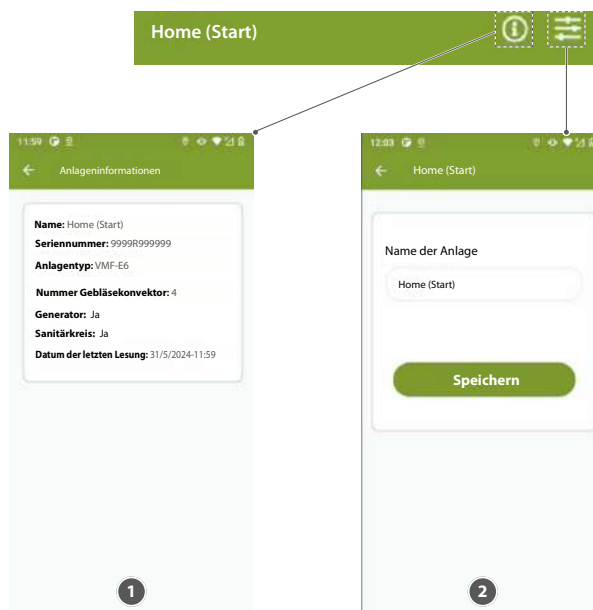 Home (Start)
11:59
Anlageninformationen
Name: Home (Start)
Seriennummer: 9999R999999
Anlagentyp: VMF-E6
Nummer Gebläsekonvektor: 4
Generator: Ja
Sanitärkreis: Ja
Datum der letzten Lesung: 31/5/2024-11:59
1
12:03
Home (Start)
Name der Anlage
Home (Start)
Speichern
2